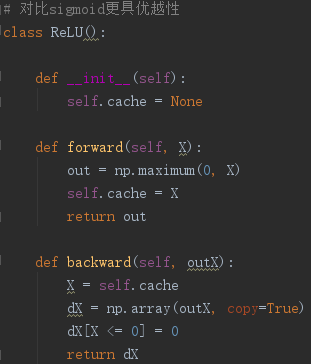 # 对比sigmoid更具优越性
class ReLU():
    def __init__(self):
        self.cache = None
    def forward(self, X):
        out = np.maximum(0, X)
        self.cache = X
        return out
    def backward(self, outX):
        X = self.cache
        dX = np.array(outX, copy=True)
        dX[X <= 0] = 0
        return dX